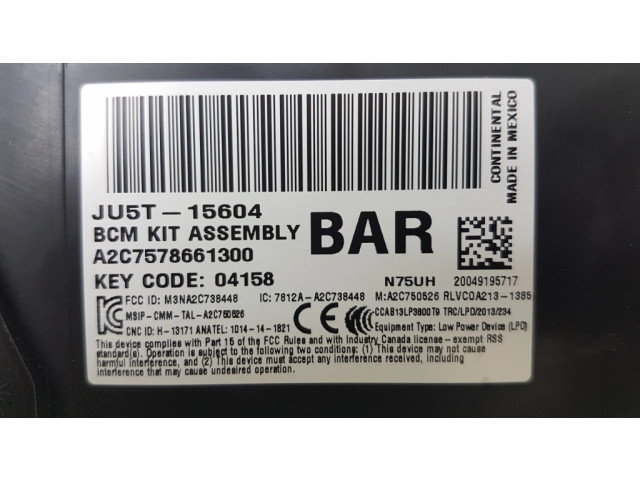 JU5T-15604
BCM KIT ASSEMBLY
BAR
A2C7578661300
KEY CODE: 04158
CONTINENTAL
MADE IN MEXICO
N75UH
20049195717
FCC ID: M3NA2C738448 IC: 7812A-A2C738448 M:A2C760526 RLVCOA213-1385
MSIP-CMM-TAL-A2C760526 CCAB13LP3800T9 TRC/LPD/2013/234
CNC ID: H-13171 ANATEL: 1014-14-1821 Equipment Type: Low Power Device (LPD)
This device complies with Part 15 of the FCC Rules and with Industry Canada license-exempt RSS
standard(s). Operation is subject to the following two conditions: (1) This device may not cause
harmful interference, and (2) This device must accept any interference received, including
interference that may cause undesired operation.